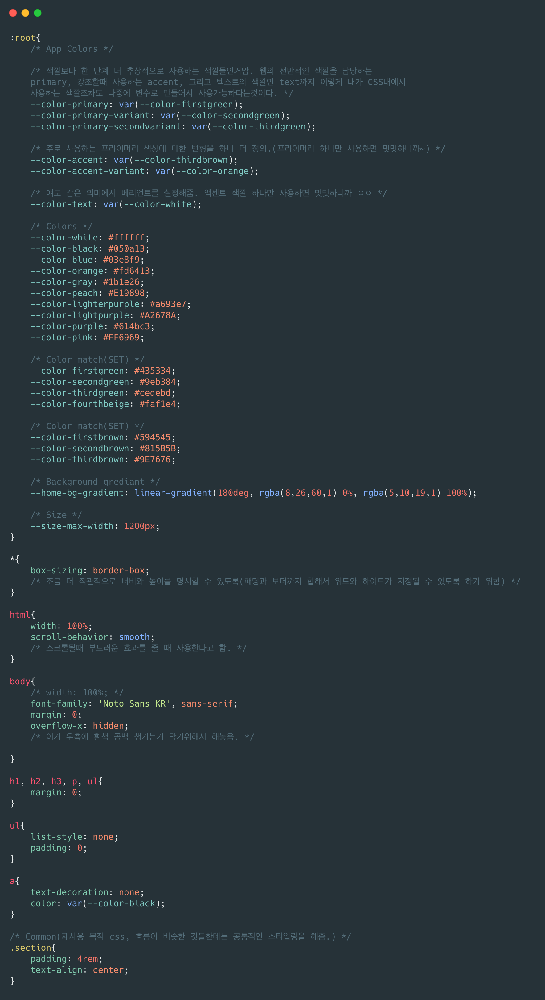 :root{
    /* App Colors */

    /* 색깔보다 한 단계 더 추상적으로 사용하는 색깔들인거암. 웹의 전반적인 색깔을 담당하는
    primary, 강조할때 사용하는 accent, 그리고 텍스트의 색깔인 text까지 이렇게 내가 CSS내에서
    사용하는 색깔조차도 나중에 변수로 만들어서 사용가능하다는것이다. */
    --color-primary: var(--color-firstgreen);
    --color-primary-variant: var(--color-secondgreen);
    --color-primary-secondvariant: var(--color-thirdgreen);

    /* 주로 사용하는 프라이머리 색상에 대한 변형을 하나 더 정의.(프라이머리 하나만 사용하면 밋밋하니까~) */
    --color-accent: var(--color-thirdbrown);
    --color-accent-variant: var(--color-orange);

    /* 얘도 같은 의미에서 베리언트를 설정해줌. 액센트 색깔 하나만 사용하면 밋밋하니까 ㅇㅇ */
    --color-text: var(--color-white);

    /* Colors */
    --color-white: #ffffff;
    --color-black: #050a13;
    --color-blue: #03e8f9;
    --color-orange: #fd6413;
    --color-gray: #1b1e26;
    --color-peach: #E19898;
    --color-lighterpurple: #a693e7;
    --color-lightpurple: #A2678A;
    --color-purple: #614bc3;
    --color-pink: #FF6969;

    /* Color match(SET) */
    --color-firstgreen: #435334;
    --color-secondgreen: #9eb384;
    --color-thirdgreen: #cedebd;
    --color-fourthbeige: #faf1e4;

    /* Color match(SET) */
    --color-firstbrown: #594545;
    --color-secondbrown: #815B5B;
    --color-thirdbrown: #9E7676;

    /* Background-grediant */
    --home-bg-gradient: linear-gradient(180deg, rgba(8,26,60,1) 0%, rgba(5,10,19,1) 100%);

    /* Size */
    --size-max-width: 1200px;
}

*{
    box-sizing: border-box;
    /* 조금 더 직관적으로 너비와 높이를 명시할 수 있도록(패딩과 보더까지 합해서 위드와 하이트가 지정될 수 있도록 하기 위함) */
}

html{
    width: 100%;
    scroll-behavior: smooth;
    /* 스크롤될때 부드러운 효과를 줄 때 사용한다고 함. */
}

body{
    /* width: 100%; */
    font-family: 'Noto Sans KR', sans-serif;
    margin: 0;
    overflow-x: hidden;
    /* 이거 우측에 흰색 공백 생기는거 막기위해서 해놓음. */

}

h1, h2, h3, p, ul{
    margin: 0;
}

ul{
    list-style: none;
    padding: 0;
}

a{
    text-decoration: none;
    color: var(--color-black);
}

/* Common(재사용 목적 css, 흐름이 비슷한 것들한테는 공통적인 스타일링을 해줌.) */
.section{
    padding: 4rem;
    text-align: center;
}